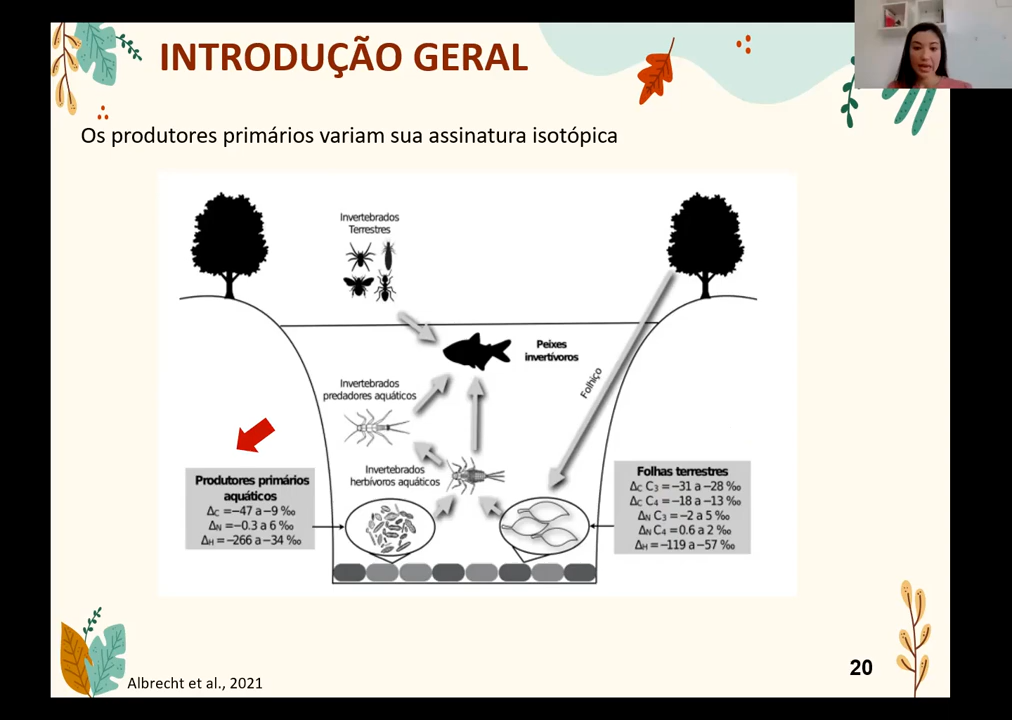 INTRODUÇÃO GERAL
Os produtores primários variam sua assinatura isotópica
Invertebrados
Terrestres
Peixes
invertívoros
Folhiço
Invertebrados
predadores aquáticos
Invertebrados
herbívoros aquáticos
Produtores primários
aquáticos
ΔC =−47 a −9 ‰
ΔN =−0.3 a 6 ‰
ΔH =−266 a −34 ‰
Folhas terrestres
ΔC C3 =−31 a −28 ‰
ΔC C4 =−18 a −13 ‰
ΔN C3 =−2 a 5 ‰
ΔN C4 =0.6 a 2 ‰
ΔH =−119 a −57 ‰
20
Albrecht et al., 2021